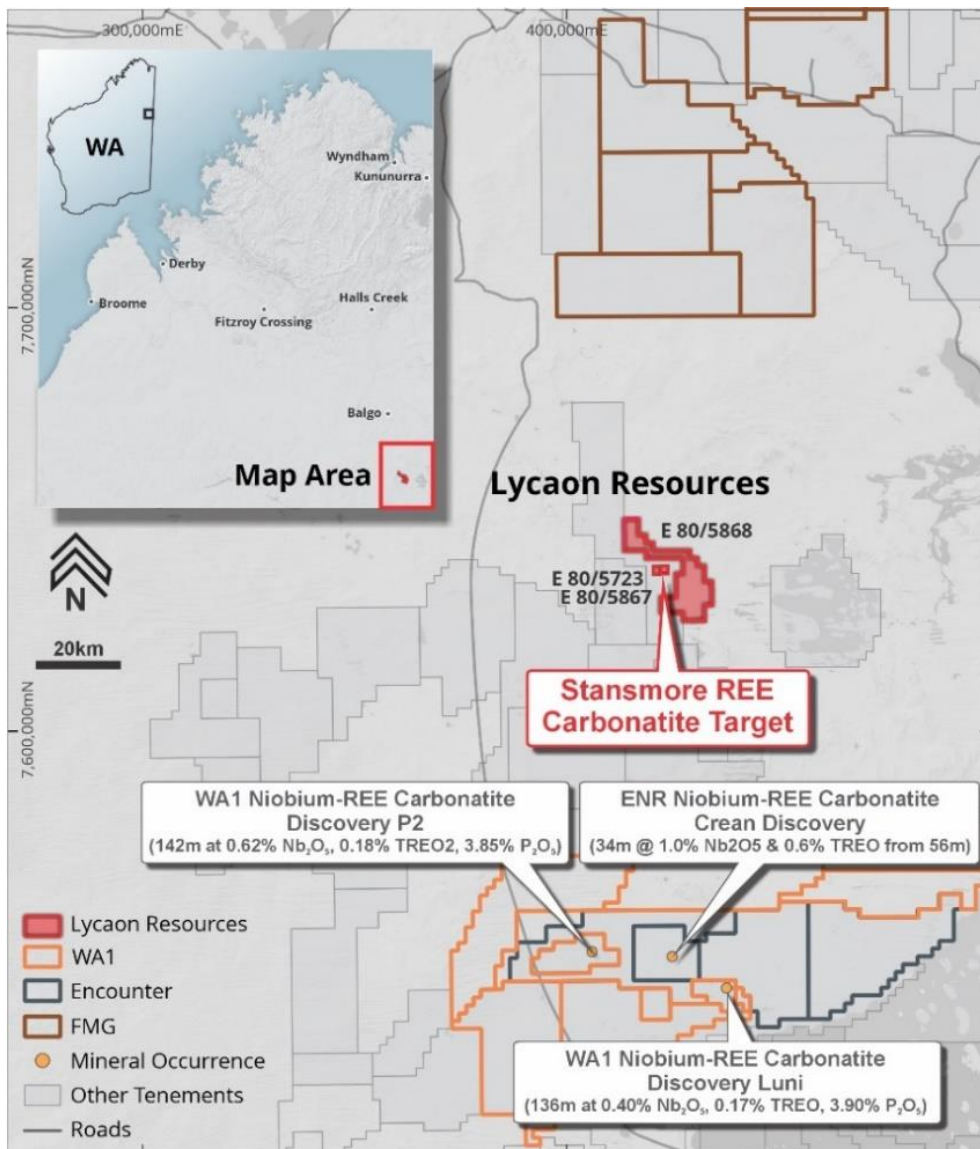 300,000mE
400,000mE
WA
Wyndham
Kununurra
Derby
Broome
Fitzroy Crossing
Halls Creek
Balgo
Map Area
7,700,000mN
Lycaon Resources
E 80/5868
E 80/5723
E 80/5867
N
20km
Stansmore REE
Carbonatite Target
7,600,000mN
WA1 Niobium-REE Carbonatite
Discovery P2
(142m at 0.62% Nb₂O₅, 0.18% TREO2, 3.85% P₂O₅)
ENR Niobium-REE Carbonatite
Crean Discovery
(34m @ 1.0% Nb2O5 & 0.6% TREO from 56m)
Lycaon Resources
WA1
Encounter
FMG
Mineral Occurrence
Other Tenements
Roads
WA1 Niobium-REE Carbonatite
Discovery Luni
(136m at 0.40% Nb₂O₅, 0.17% TREO, 3.90% P₂O₅)